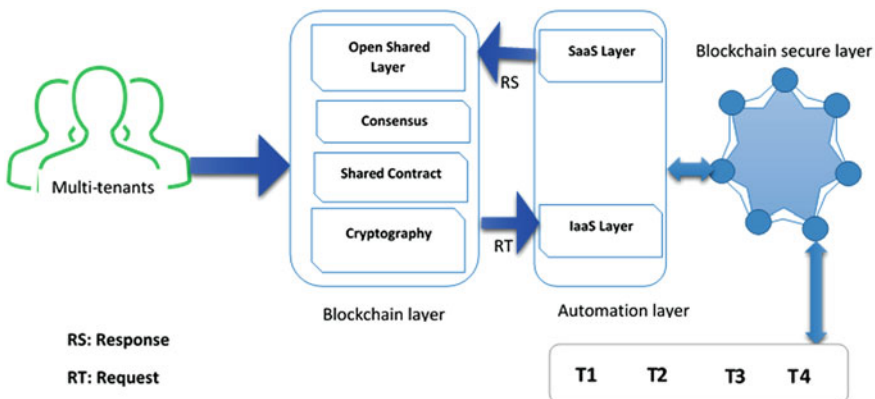 Multi-tenants
Open Shared
Layer
Consensus
Shared Contract
Cryptography
Blockchain layer
RS
RT
SaaS Layer
IaaS Layer
Automation layer
Blockchain secure layer
T1 T2 T3 T4
RS: Response
RT: Request